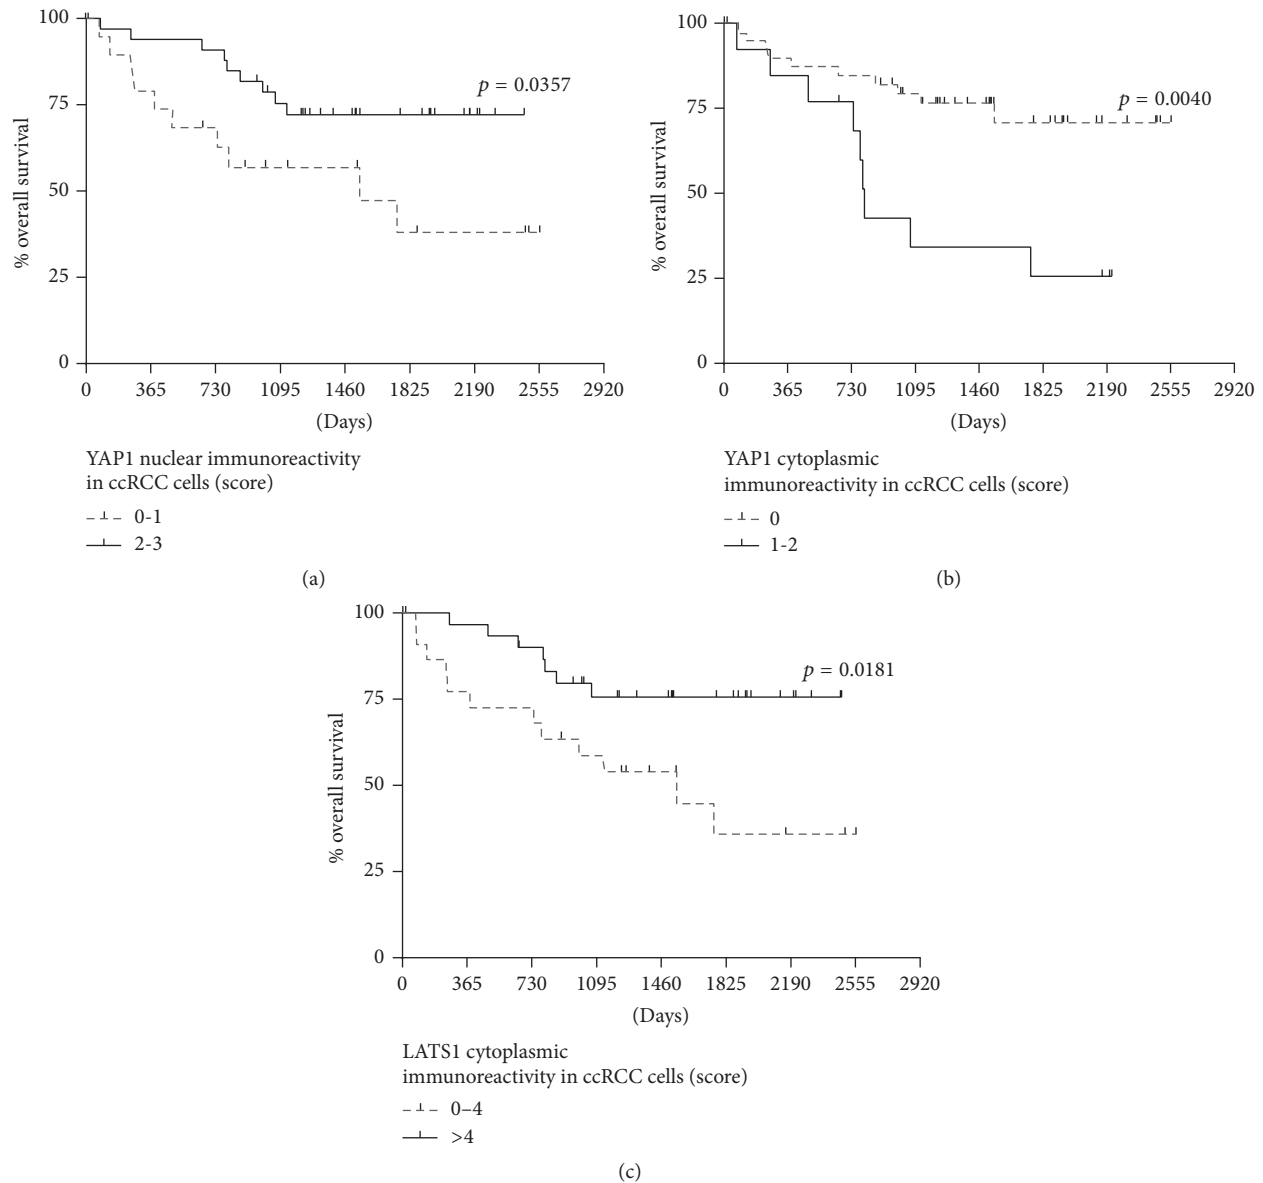 100
75
50
25
0
% overall survival
p = 0.0357
0 365 730 1095 1460 1825 2190 2555 2920
(Days)
YAP1 nuclear immunoreactivity
in ccRCC cells (score)
0-1
2-3
(a)
100
75
50
25
0
% overall survival
p = 0.0040
0 365 730 1095 1460 1825 2190 2555 2920
(Days)
YAP1 cytoplasmic
immunoreactivity in ccRCC cells (score)
0
1-2
(b)
100
75
50
25
0
% overall survival
p = 0.0181
0 365 730 1095 1460 1825 2190 2555 2920
(Days)
LATS1 cytoplasmic
immunoreactivity in ccRCC cells (score)
0–4
>4
(c)